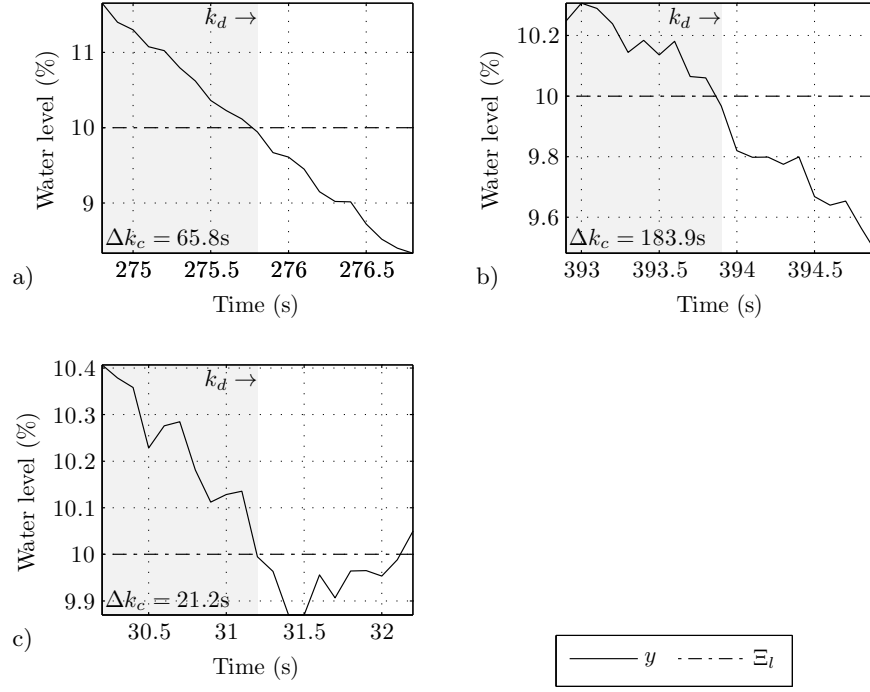 k_d →
11
10
9
Water level (%)
Δk_c = 65.8s
275 275.5 276 276.5
a)
Time (s)
k_d →
10.2
10
9.8
9.6
Water level (%)
Δk_c = 183.9s
393 393.5 394 394.5
b)
Time (s)
k_d →
10.4
10.3
10.2
10.1
10
9.9
Water level (%)
Δk_c = 21.2s
30.5 31 31.5 32
c)
Time (s)
y Ξ_l